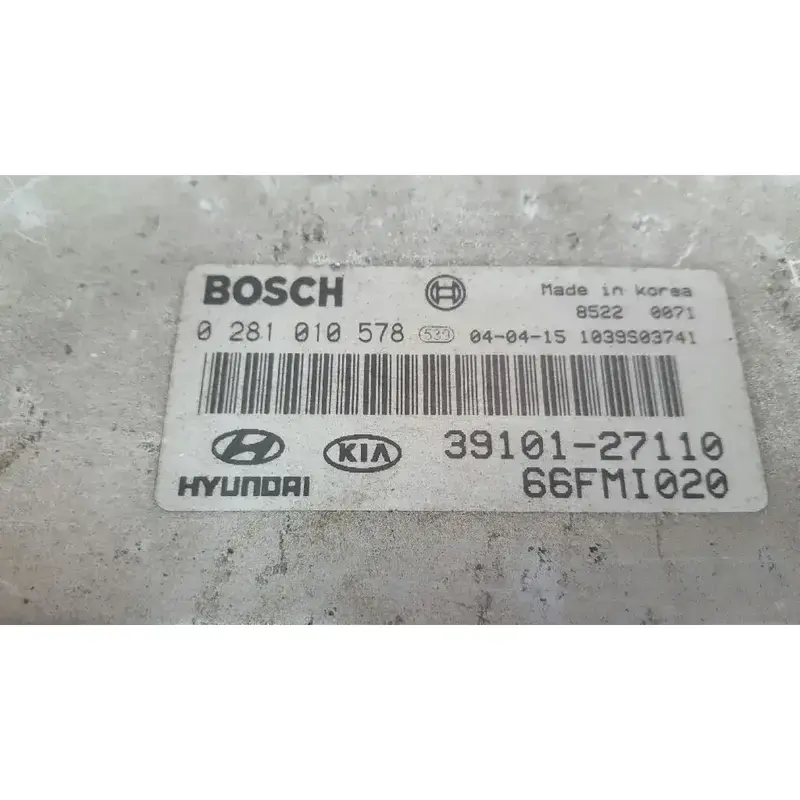 BOSCH Made in korea
8522 0071
0 281 010 578 539 04-04-15 1039S03741
HYUNDAI KIA 39101-27110
66FMI020